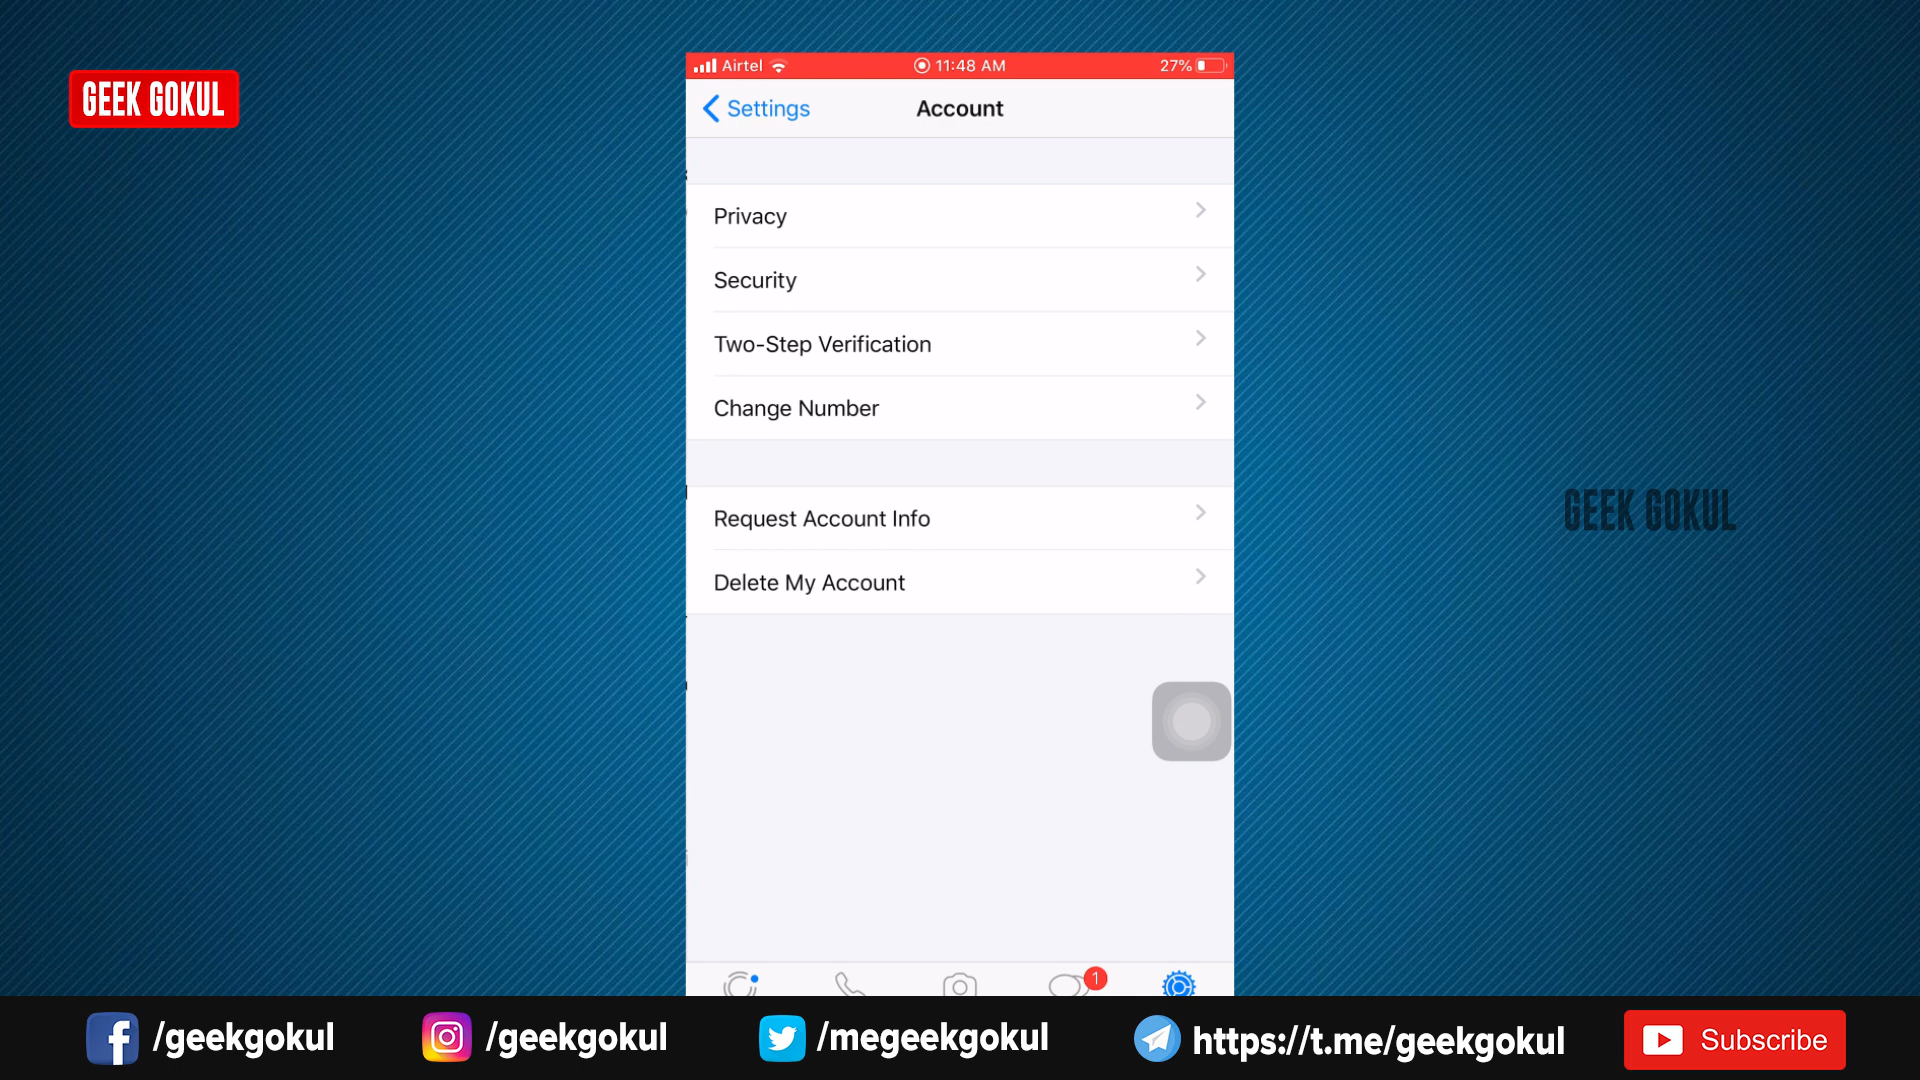 GEEK GOKUL
Airtel 11:48 AM 27%
Settings Account
Privacy
Security
Two-Step Verification
Change Number
Request Account Info
Delete My Account
GEEK GOKUL
1
/geekgokul /geekgokul /megeekgokul https://t.me/geekgokul Subscribe